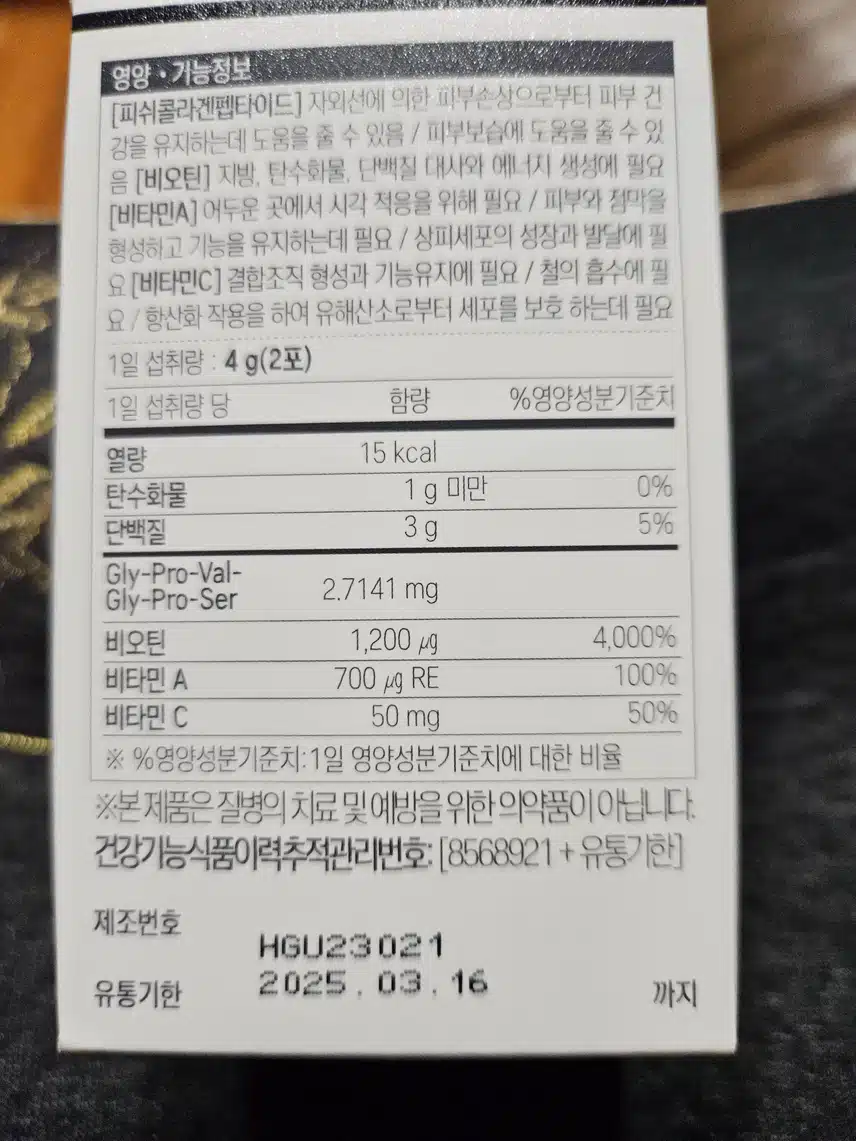 영양•기능정보
[피쉬콜라겐펩타이드] 자외선에 의한 피부손상으로부터 피부 건
강을 유지하는데 도움을 줄 수 있음 / 피부보습에 도움을 줄 수 있
음 [비오틴] 지방, 탄수화물, 단백질 대사와 에너지 생성에 필요
[비타민A] 어두운 곳에서 시각 적응을 위해 필요 / 피부와 점막을
형성하고 기능을 유지하는데 필요 / 상피세포의 성장과 발달에 필
요 [비타민C] 결합조직 형성과 기능유지에 필요 / 철의 흡수에 필
요 / 항산화 작용을 하여 유해산소로부터 세포를 보호 하는데 필요
1일 섭취량 : 4 g(2포)
1일 섭취량 당 함량 %영양성분기준치
열량 15 kcal
탄수화물 1 g 미만 0%
단백질 3 g 5%
Gly-Pro-Val-
Gly-Pro-Ser 2.7141 mg
비오틴 1,200 μg 4,000%
비타민 A 700 μg RE 100%
비타민 C 50 mg 50%
※ %영양성분기준치:1일 영양성분기준치에 대한 비율
※본 제품은 질병의 치료 및 예방을 위한 의약품이 아닙니다.
건강기능식품이력추적관리번호: [8568921 + 유통기한]
제조번호 HGU23021
유통기한 2025.03.16 까지